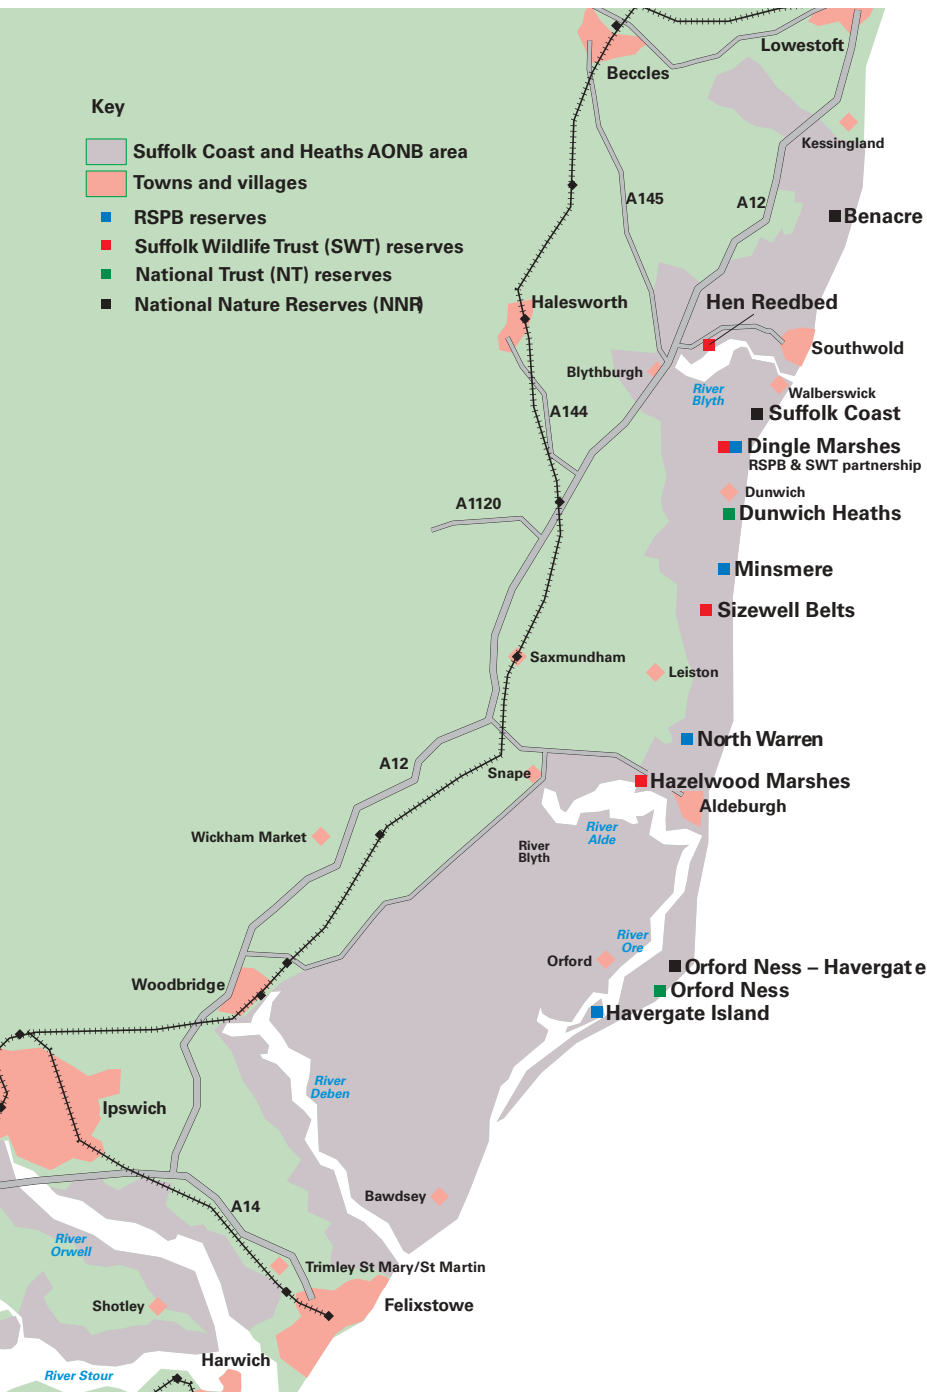 Lowestoft
Beccles
Key
Kessingland
Suffolk Coast and Heaths AONB area
Towns and villages
A145
A12
RSPB reserves
Benacre
Suffolk Wildlife Trust (SWT) reserves
National Trust (NT) reserves
National Nature Reserves (NNR)
Halesworth
Hen Reedbed
Southwold
Blythburgh
River
Blyth
Walberswick
A144
Suffolk Coast
Dingle Marshes
RSPB & SWT partnership
Dunwich
A1120
Dunwich Heaths
Minsmere
Sizewell Belts
Saxmundham
Leiston
North Warren
A12
Snape
Hazelwood Marshes
Aldeburgh
Wickham Market
River
Alde
River
Blyth
River
Ore
Orford
Orford Ness – Havergate
Woodbridge
Orford Ness
Havergate Island
River
Deben
Ipswich
Bawdsey
A14
River
Orwell
Trimley St Mary/St Martin
Shotley
Felixstowe
Harwich
River Stour